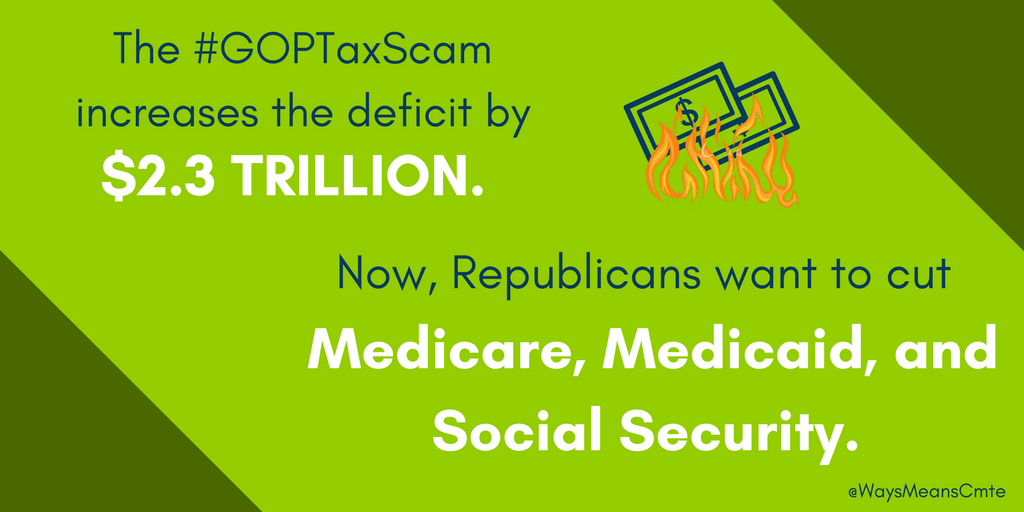 The #GOPTaxScam
increases the deficit by
$2.3 TRILLION.
$
Now, Republicans want to cut
Medicare, Medicaid, and
Social Security.
@WaysMeansCmte